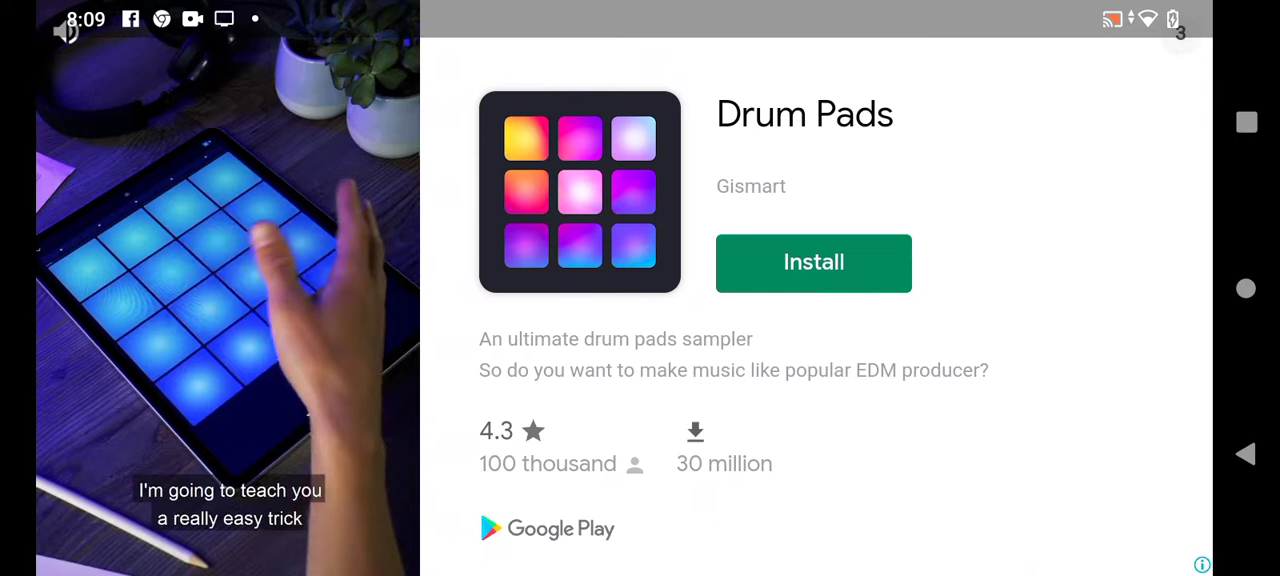 8:09
3
Drum Pads
Gismart
Install
An ultimate drum pads sampler
So do you want to make music like popular EDM producer?
4.3
100 thousand
30 million
Google Play
I'm going to teach you
a really easy trick